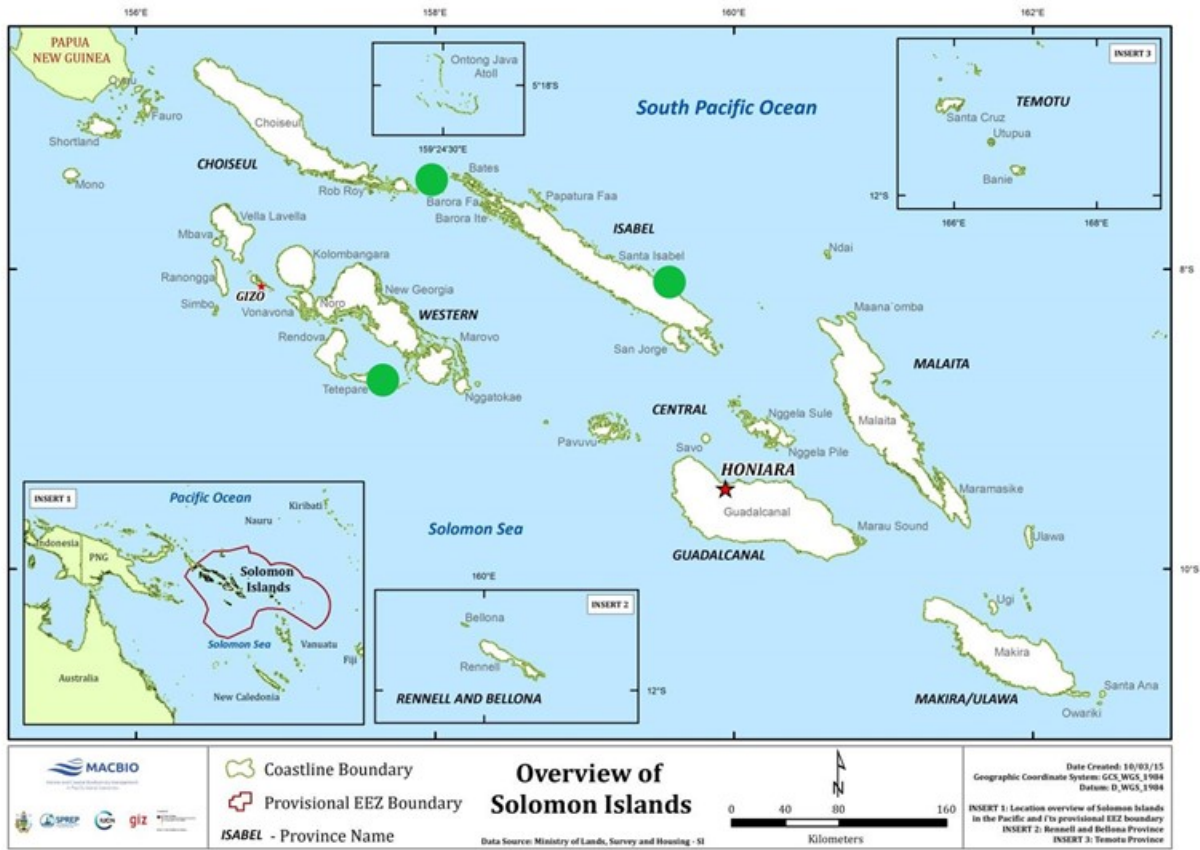 156°E
158°E
160°E
162°E
PAPUA
NEW GUINEA
Fauro
Shortland
Mono
Choiseul
CHOISEUL
Rob Roy
Ontong Java
Atoll
5°18'S
159°24'30"E
South Pacific Ocean
INSERT 3
TEMOTU
Santa Cruz
Utupua
Banie
12°S
166°E
168°E
Bates
Barora Fa
Barora Ite
Papatura Faa
ISABEL
Santa Isabel
San Jorge
Ndai
8°S
Vella Lavella
Mbava
Ranongga
Simbo
GIZO
Kolombangara
Vonavona
Noro
New Georgia
WESTERN
Rendova
Marovo
Tetepare
Nggatokae
Maana'omba
MALAITA
Malaita
Maramasike
CENTRAL
Pavuvu
Savo
Nggela Sule
Nggela Pile
HONIARA
Guadalcanal
Marau Sound
GUADALCANAL
Solomon Sea
Ulawa
10°S
Ugi
Makira
Santa Ana
Owariki
MAKIRA/ULAWA
INSERT 1
Pacific Ocean
Kiribati
Nauru
Indonesia
PNG
Solomon
Islands
Solomon Sea
Vanuatu
Fiji
Australia
New Caledonia
160°E
INSERT 2
Bellona
Rennell
12°S
RENNELL AND BELLONA
MACBIO
SPREP
IUCN
giz
Coastline Boundary
Provisional EEZ Boundary
ISABEL - Province Name
Overview of
Solomon Islands
Data Source: Ministry of Lands, Survey and Housing - SI
N
0 40 80 160
Kilometers
Date Created: 10/03/15
Geographic Coordinate System: GCS_WGS_1984
Datum: D_WGS_1984
INSERT 1: Location overview of Solomon Islands
in the Pacific and i'ts provisional EEZ boundary
INSERT 2: Rennell and Bellona Province
INSERT 3: Temotu Province